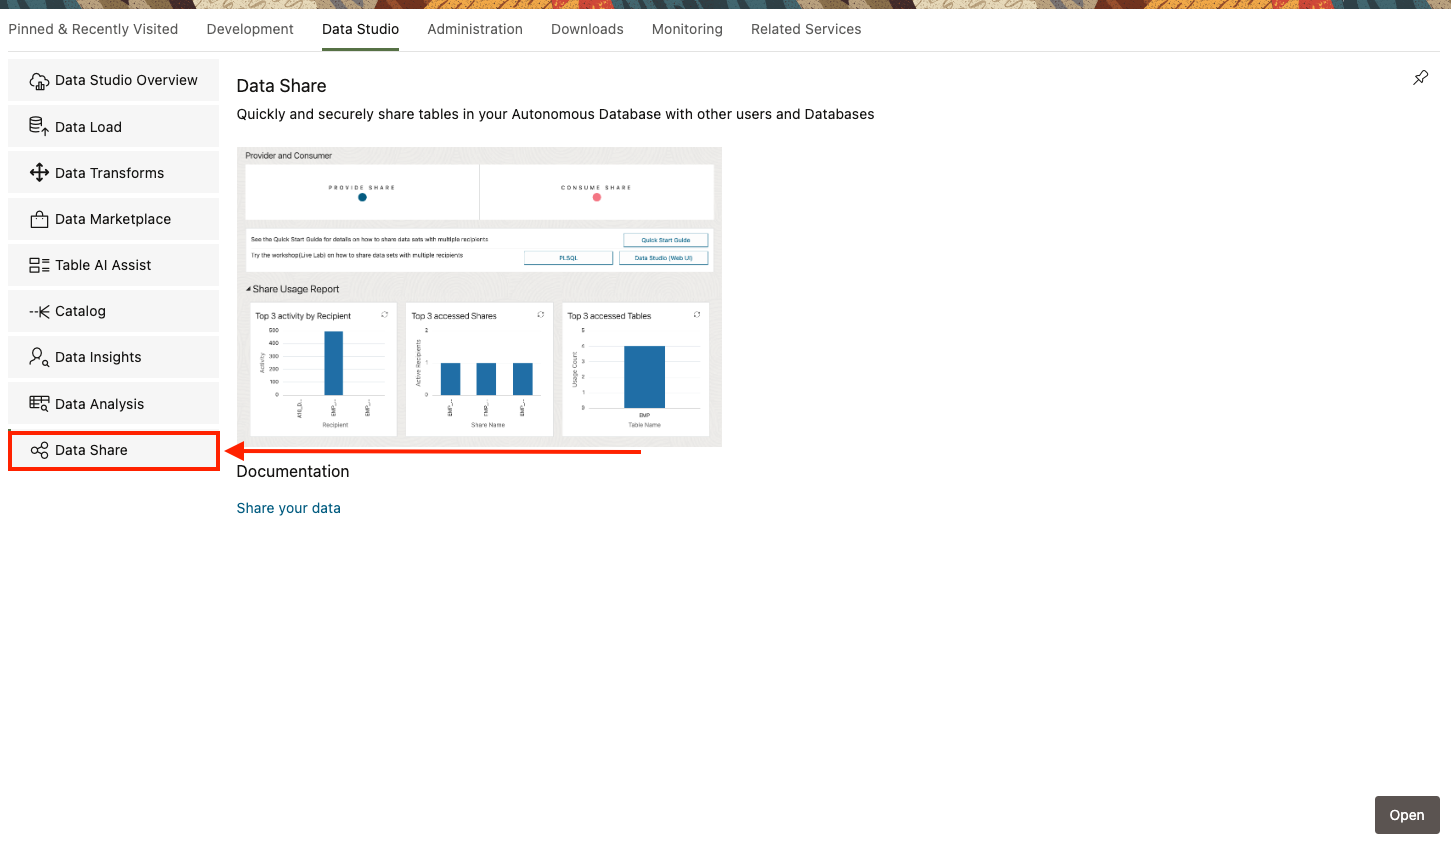 Pinned & Recently Visited Development Data Studio Administration Downloads Monitoring Related Services
Data Studio Overview
Data Load
Data Transforms
Data Marketplace
Table AI Assist
Catalog
Data Insights
Data Analysis
Data Share
Data Share
Quickly and securely share tables in your Autonomous Database with other users and Databases
Provider and Consumer
PROVIDE SHARE
CONSUME SHARE
See the Quick Start Guide for details on how to share data sets with multiple recipients
Quick Start Guide
Try the workshop(Live Lab) on how to share data sets with multiple recipients
PLSQL
Data Studio (Web UI)
Share Usage Report
Top 3 activity by Recipient
500
400
300
200
100
0
Activity
A10_D...
EMP_...
EMP_...
Recipient
Top 3 accessed Shares
2
1
0
Active Recipients
EMP_...
EMP_...
EMP_...
Share Name
Top 3 accessed Tables
5
4
3
2
1
0
Usage Count
EMP
Table Name
Documentation
Share your data
Open